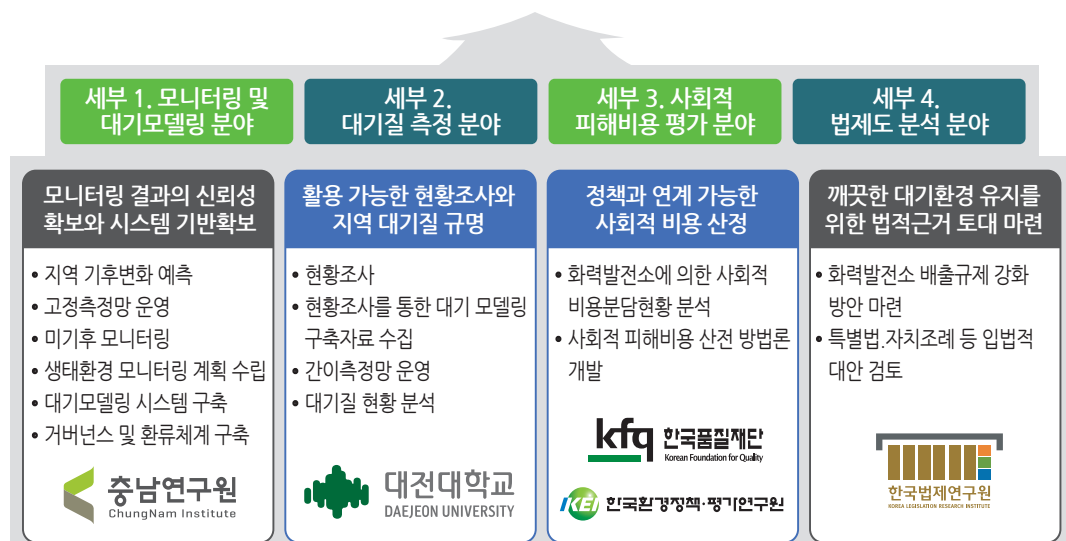 세부 1. 모니터링 및
대기모델링 분야
세부 2.
대기질 측정 분야
세부 3. 사회적
피해비용 평가 분야
세부 4.
법제도 분석 분야
모니터링 결과의 신뢰성
확보와 시스템 기반확보
• 지역 기후변화 예측
• 고정측정망 운영
• 미기후 모니터링
• 생태환경 모니터링 계획 수립
• 대기모델링 시스템 구축
• 거버넌스 및 환류체계 구축
충남연구원
ChungNam Institute
활용 가능한 현황조사와
지역 대기질 규명
• 현황조사
• 현황조사를 통한 대기 모델링
구축자료 수집
• 간이측정망 운영
• 대기질 현황 분석
대전대학교
DAEJEON UNIVERSITY
정책과 연계 가능한
사회적 비용 산정
• 화력발전소에 의한 사회적
비용분담현황 분석
• 사회적 피해비용 산전 방법론
개발
kfq 한국품질재단
Korean Foundation for Quality
KEI 한국환경정책·평가연구원
깨끗한 대기환경 유지를
위한 법적근거 토대 마련
• 화력발전소 배출규제 강화
방안 마련
• 특별법.자치조례 등 입법적
대안 검토
한국법제연구원
KOREA LEGISLATION RESEARCH INSTITUTE